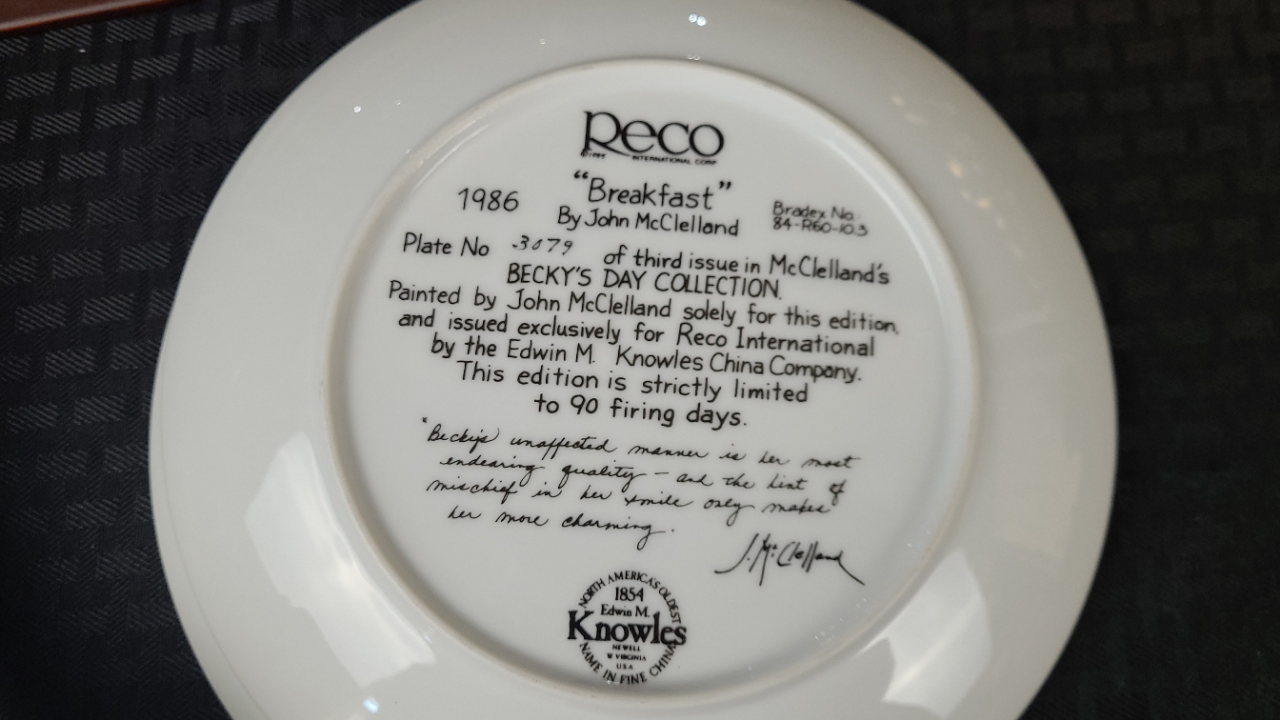 Reco
INTERNATIONAL CORP
1986
"Breakfast"
By John McClelland
Bradex No.
84-R60-10.3
Plate No 3079 of third issue in McClelland's
BECKY'S DAY COLLECTION.
Painted by John McClelland solely for this edition,
and issued exclusively for Reco International
by the Edwin M. Knowles China Company.
This edition is strictly limited
to 90 firing days.
"Becky's unaffected manner is her most
endearing quality – and the hint of
mischief in her smile only makes
her more charming.
J. McClelland
NORTH AMERICA'S OLDEST
1854
Edwin M.
Knowles
NEWELL
W VIRGINIA
U.S.A
NAME IN FINE CHINA